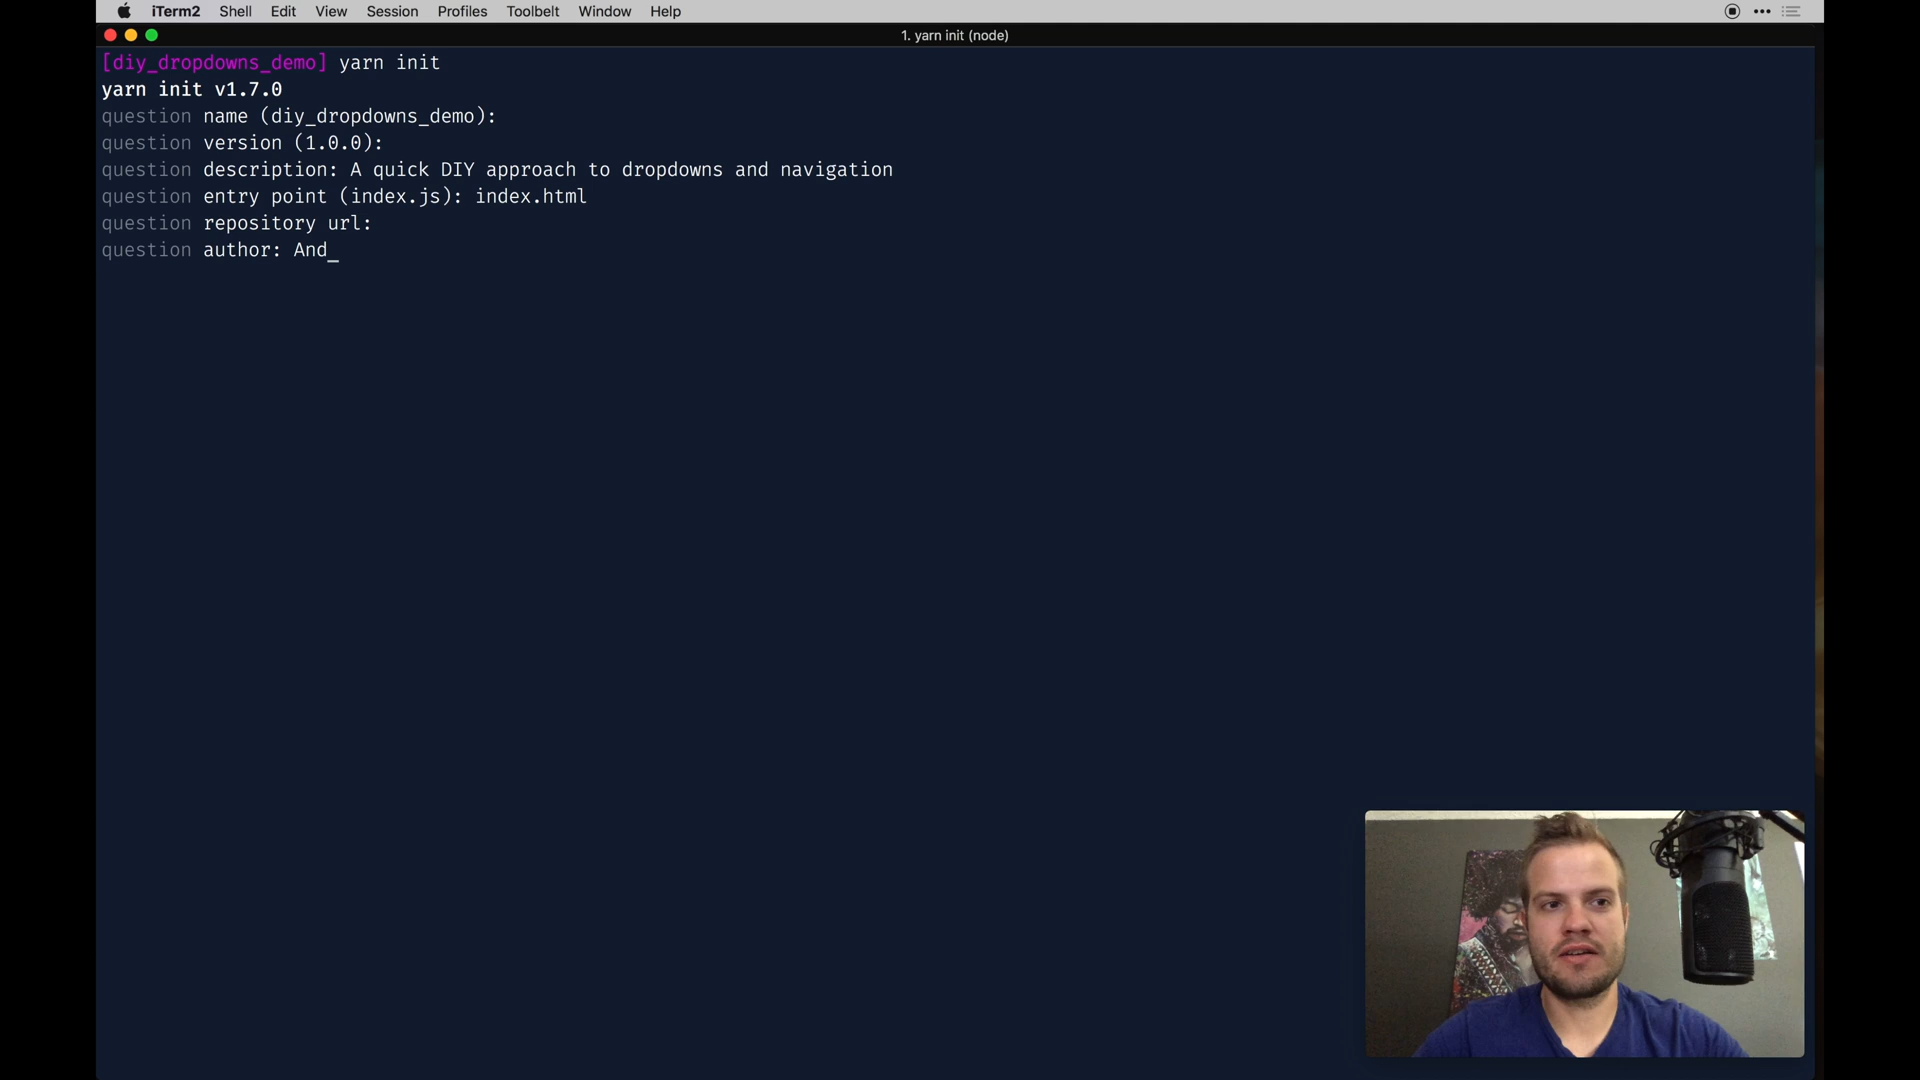 iTerm2 Shell Edit View Session Profiles Toolbelt Window Help
1. yarn init (node)
[diy_dropdowns_demo] yarn init
yarn init v1.7.0
question name (diy_dropdowns_demo):
question version (1.0.0):
question description: A quick DIY approach to dropdowns and navigation
question entry point (index.js): index.html
question repository url:
question author: And_